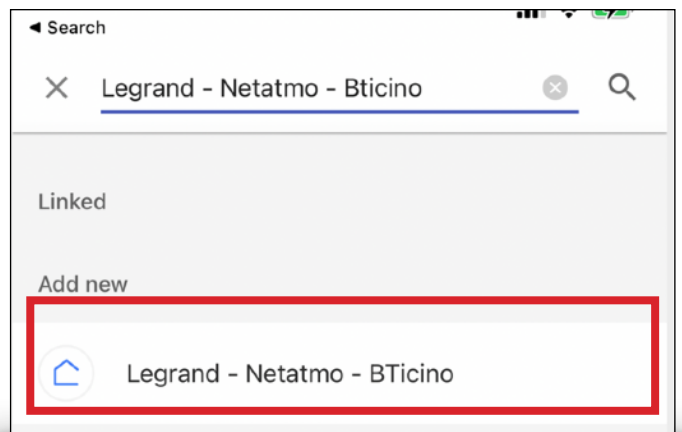 ◀ Search
Legrand - Netatmo - Bticino
Linked
Add new
Legrand - Netatmo - BTicino